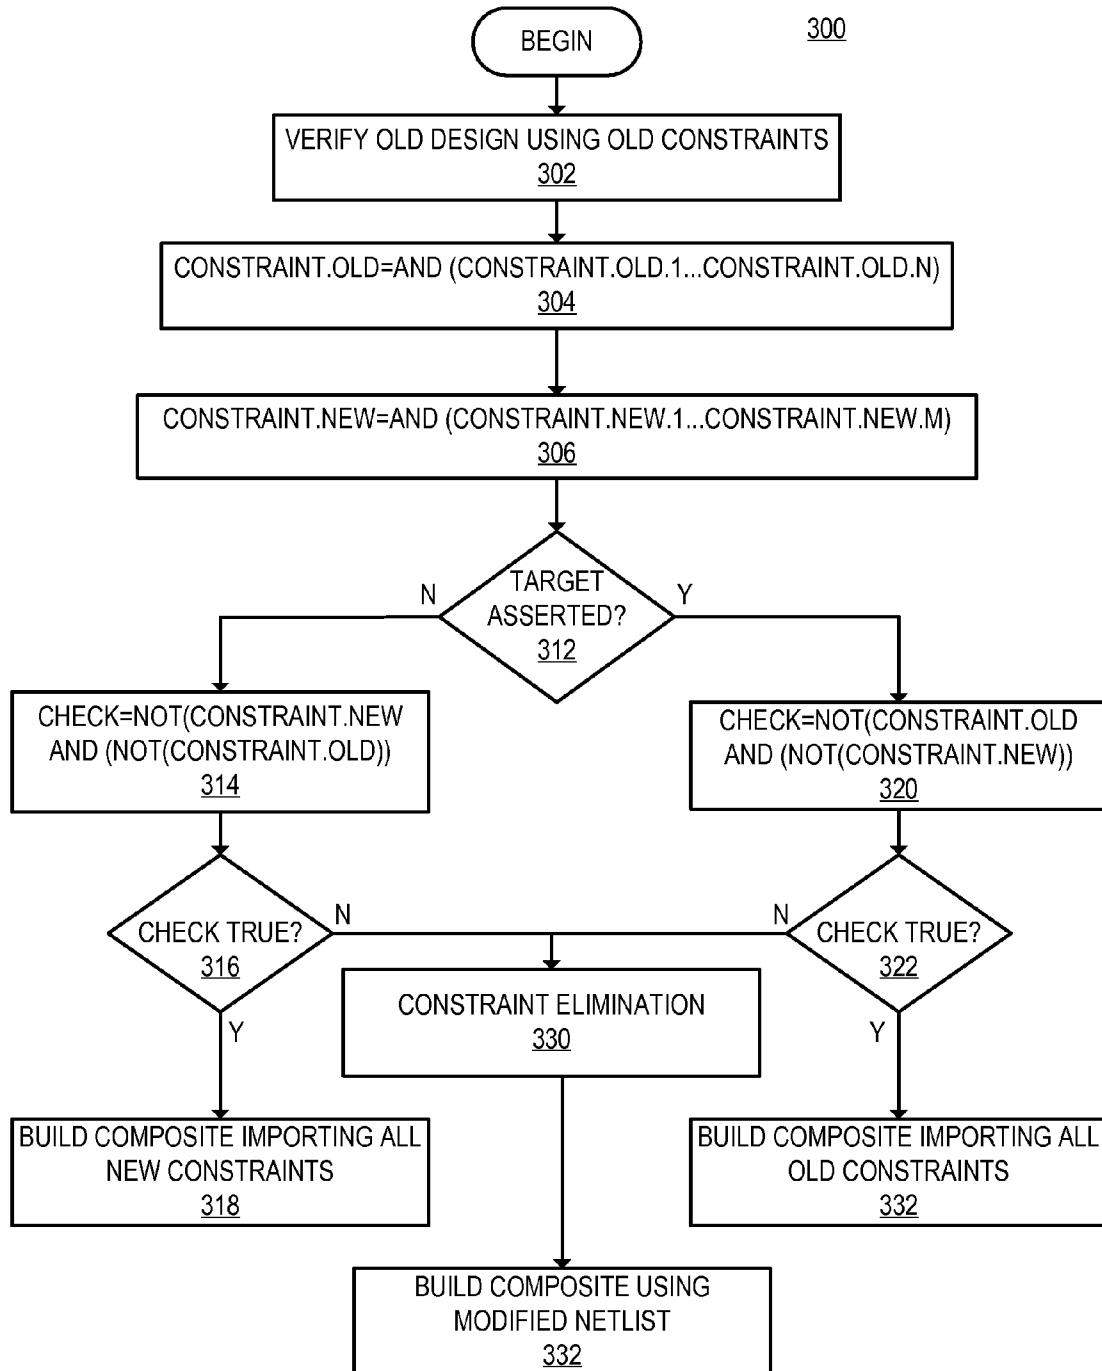 BEGIN
300
VERIFY OLD DESIGN USING OLD CONSTRAINTS
302
CONSTRAINT.OLD=AND (CONSTRAINT.OLD.1...CONSTRAINT.OLD.N)
304
CONSTRAINT.NEW=AND (CONSTRAINT.NEW.1...CONSTRAINT.NEW.M)
306
TARGET
ASSERTED?
312
N
Y
CHECK=NOT(CONSTRAINT.NEW
AND (NOT(CONSTRAINT.OLD))
314
CHECK=NOT(CONSTRAINT.OLD
AND (NOT(CONSTRAINT.NEW))
320
CHECK TRUE?
316
N
Y
N
CHECK TRUE?
322
Y
CONSTRAINT ELIMINATION
330
BUILD COMPOSITE IMPORTING ALL
NEW CONSTRAINTS
318
BUILD COMPOSITE IMPORTING ALL
OLD CONSTRAINTS
332
BUILD COMPOSITE USING
MODIFIED NETLIST
332